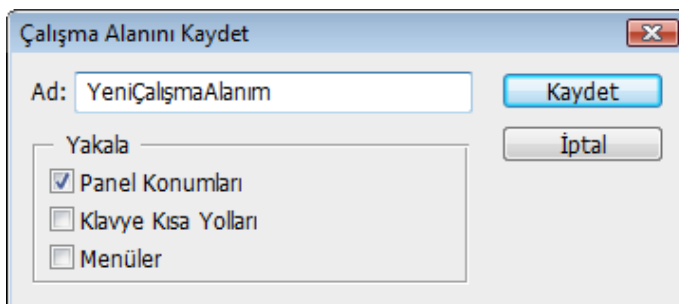 Çalışma Alanını Kaydet
Ad: YeniÇalışmaAlanım
Kaydet
İptal
Yakala
Panel Konumları
Klavye Kısa Yolları
Menüler